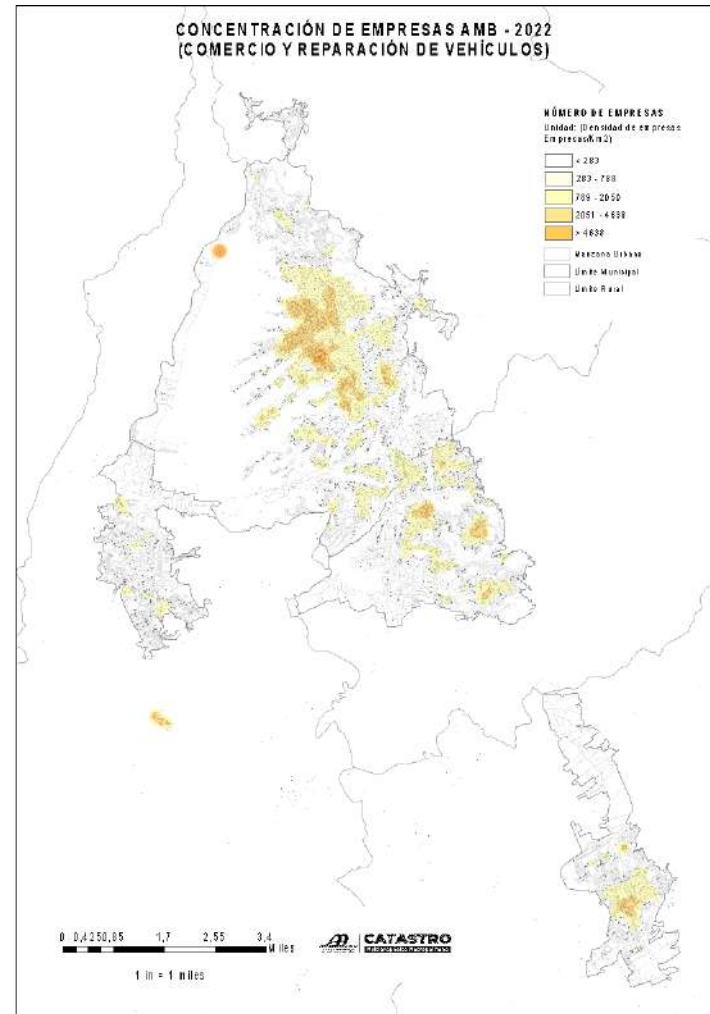 CONCENTRACIÓN DE EMPRESAS AMB - 2022
(COMERCIO Y REPARACIÓN DE VEHÍCULOS)
NÚMERO DE EMPRESAS
Unidad: (Densidad de empresas
Empresas/Km2)
< 283
283 - 788
789 - 2050
2051 - 4638
> 4638
Manzana Urbana
Límite Municipal
Límite Rural
0 0,425 0,85 1,7 2,55 3,4
Miles
CATASTRO
1 in = 1 miles